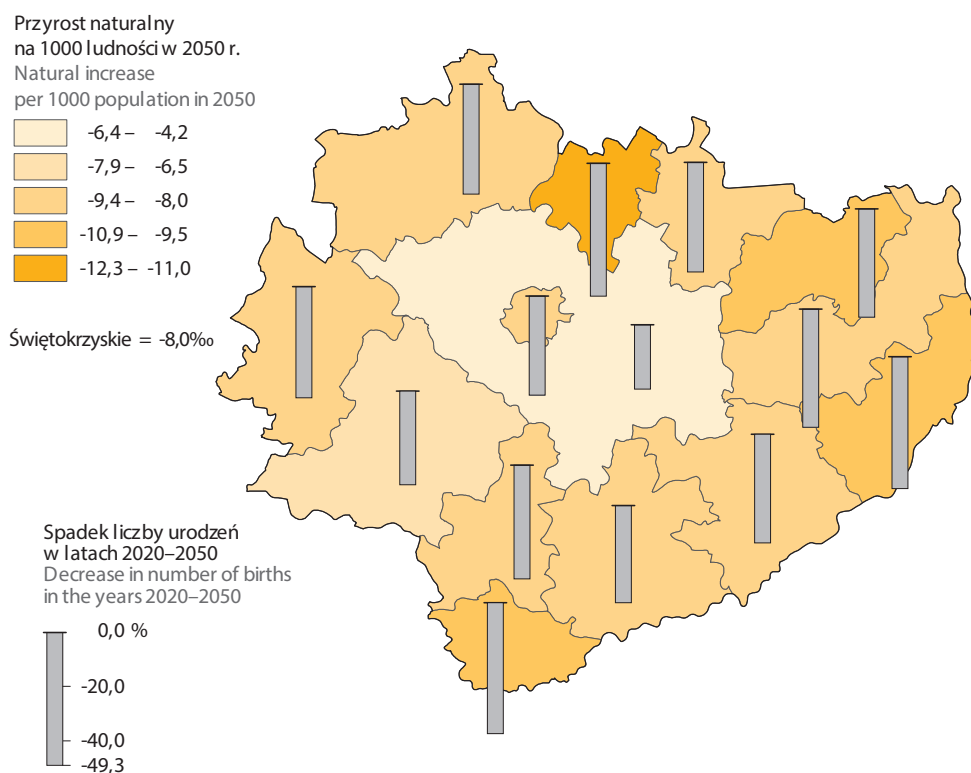 Przyrost naturalny
na 1000 ludności w 2050 r.
Natural increase
per 1000 population in 2050
-6,4 – -4,2
-7,9 – -6,5
-9,4 – -8,0
-10,9 – -9,5
-12,3 – -11,0
Świętokrzyskie = -8,0‰
Spadek liczby urodzeń
w latach 2020–2050
Decrease in number of births
in the years 2020–2050
0,0 %
-20,0
-40,0
-49,3